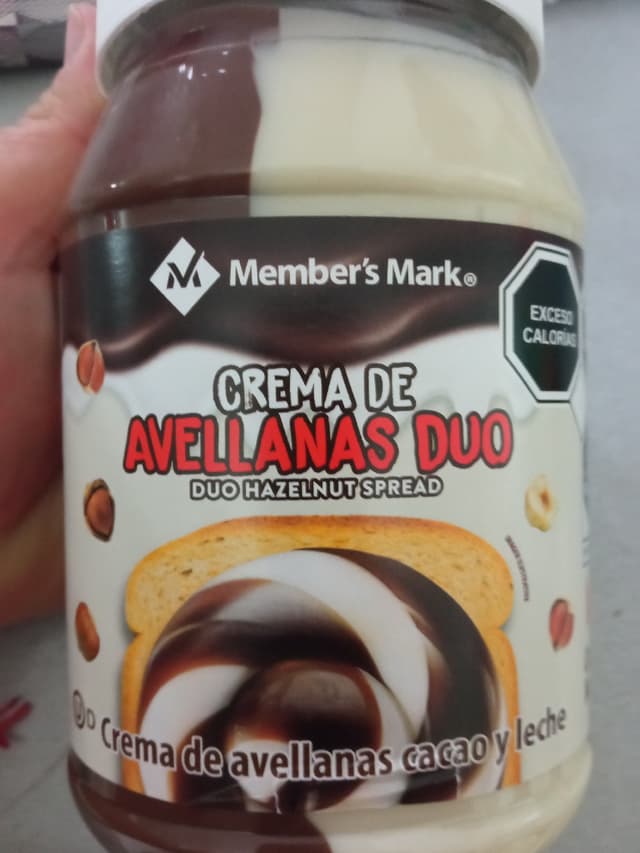 Member's Mark®
EXCESO
CALORÍAS
CREMA DE
AVELLANAS DUO
DUO HAZELNUT SPREAD
U D Crema de avellanas cacao y leche